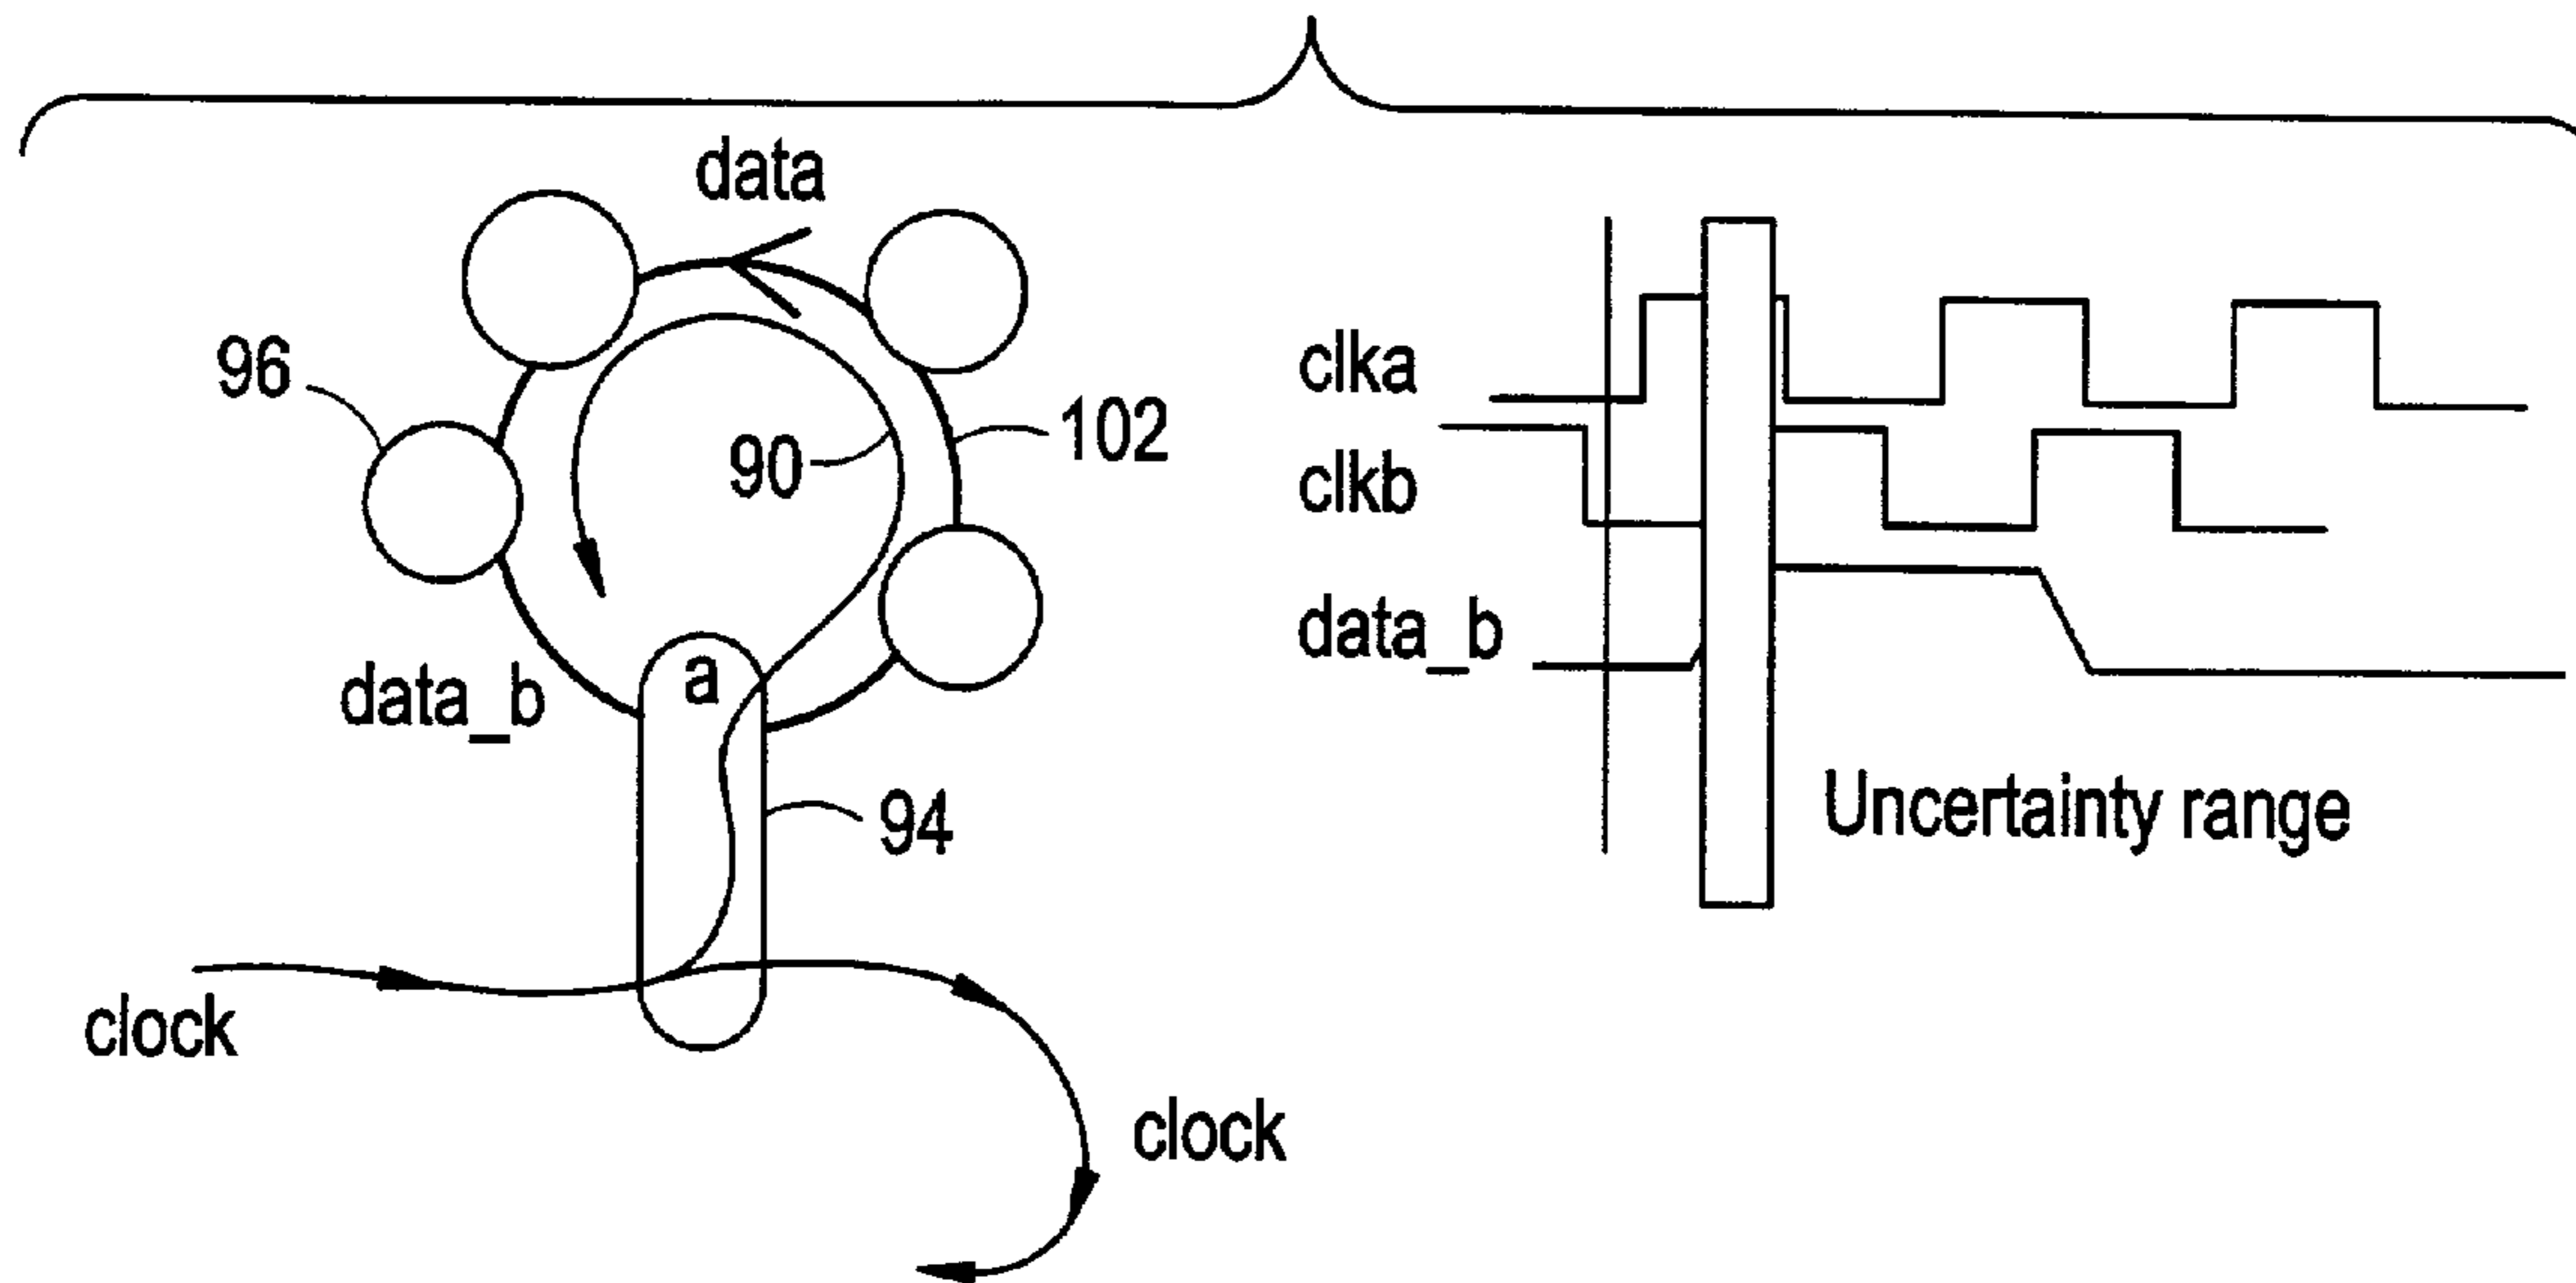 data
96
90
102
data_b
a
94
clock
clock
clka
clkb
data_b
Uncertainty range